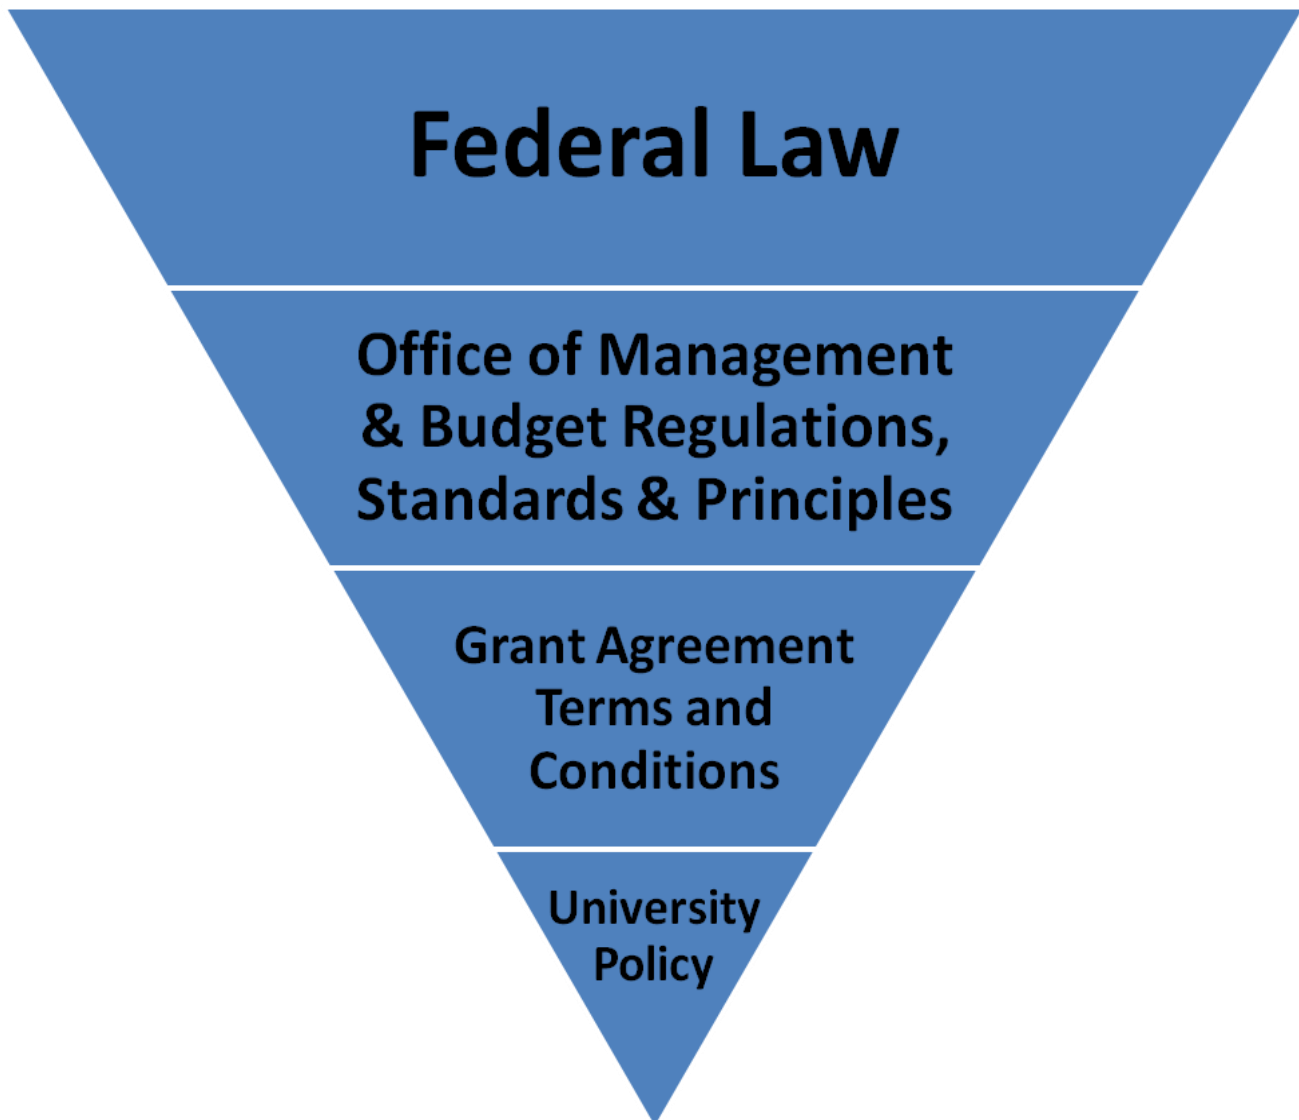 Federal Law
Office of Management
& Budget Regulations,
Standards & Principles
Grant Agreement
Terms and
Conditions
University
Policy